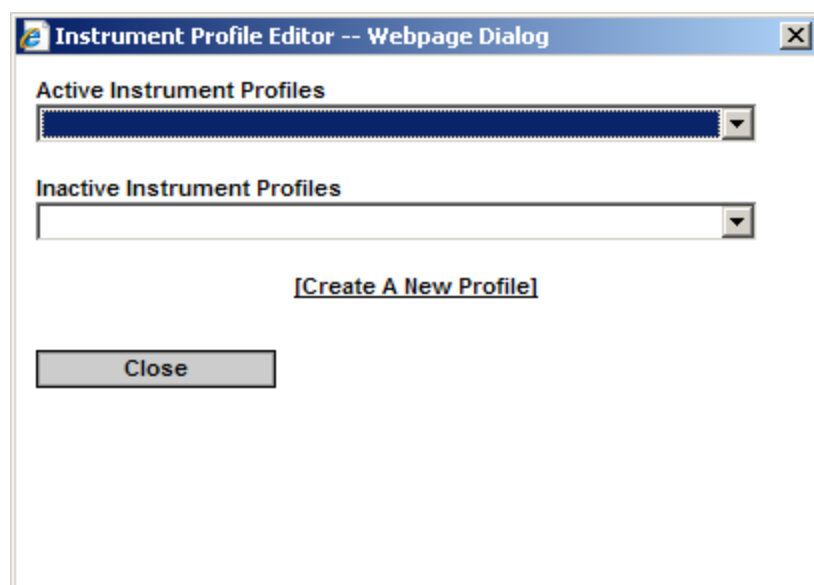 Instrument Profile Editor -- Webpage Dialog
Active Instrument Profiles
Inactive Instrument Profiles
[Create A New Profile]
Close